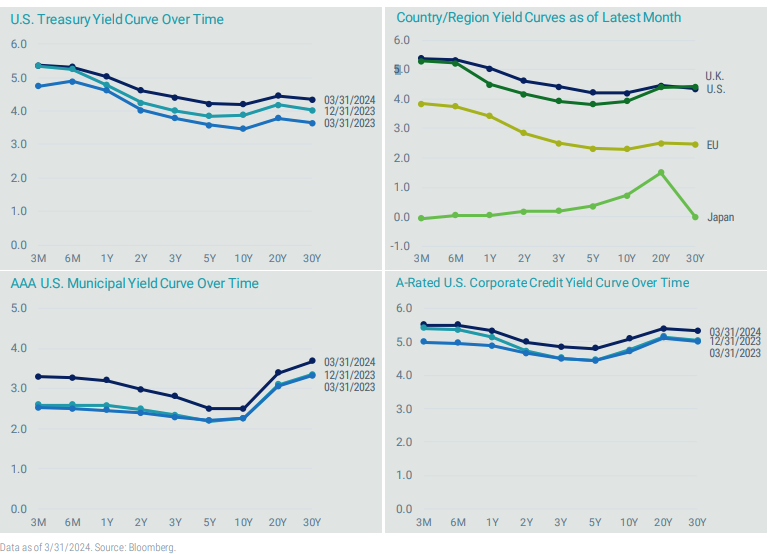 U.S. Treasury Yield Curve Over Time
6.0
5.0
4.0
3.0
2.0
1.0
0.0
3M 6M 1Y 2Y 3Y 5Y 10Y 20Y 30Y
03/31/2024
12/31/2023
03/31/2023
Country/Region Yield Curves as of Latest Month
6.0
5.0
4.0
3.0
2.0
1.0
0.0
-1.0
3M 6M 1Y 2Y 3Y 5Y 10Y 20Y 30Y
U.K.
U.S.
EU
Japan
AAA U.S. Municipal Yield Curve Over Time
5.0
4.0
3.0
2.0
1.0
0.0
3M 6M 1Y 2Y 3Y 5Y 10Y 20Y 30Y
03/31/2024
12/31/2023
03/31/2023
A-Rated U.S. Corporate Credit Yield Curve Over Time
6.0
5.0
4.0
3.0
2.0
1.0
0.0
3M 6M 1Y 2Y 3Y 5Y 10Y 20Y 30Y
03/31/2024
12/31/2023
03/31/2023
Data as of 3/31/2024. Source: Bloomberg.